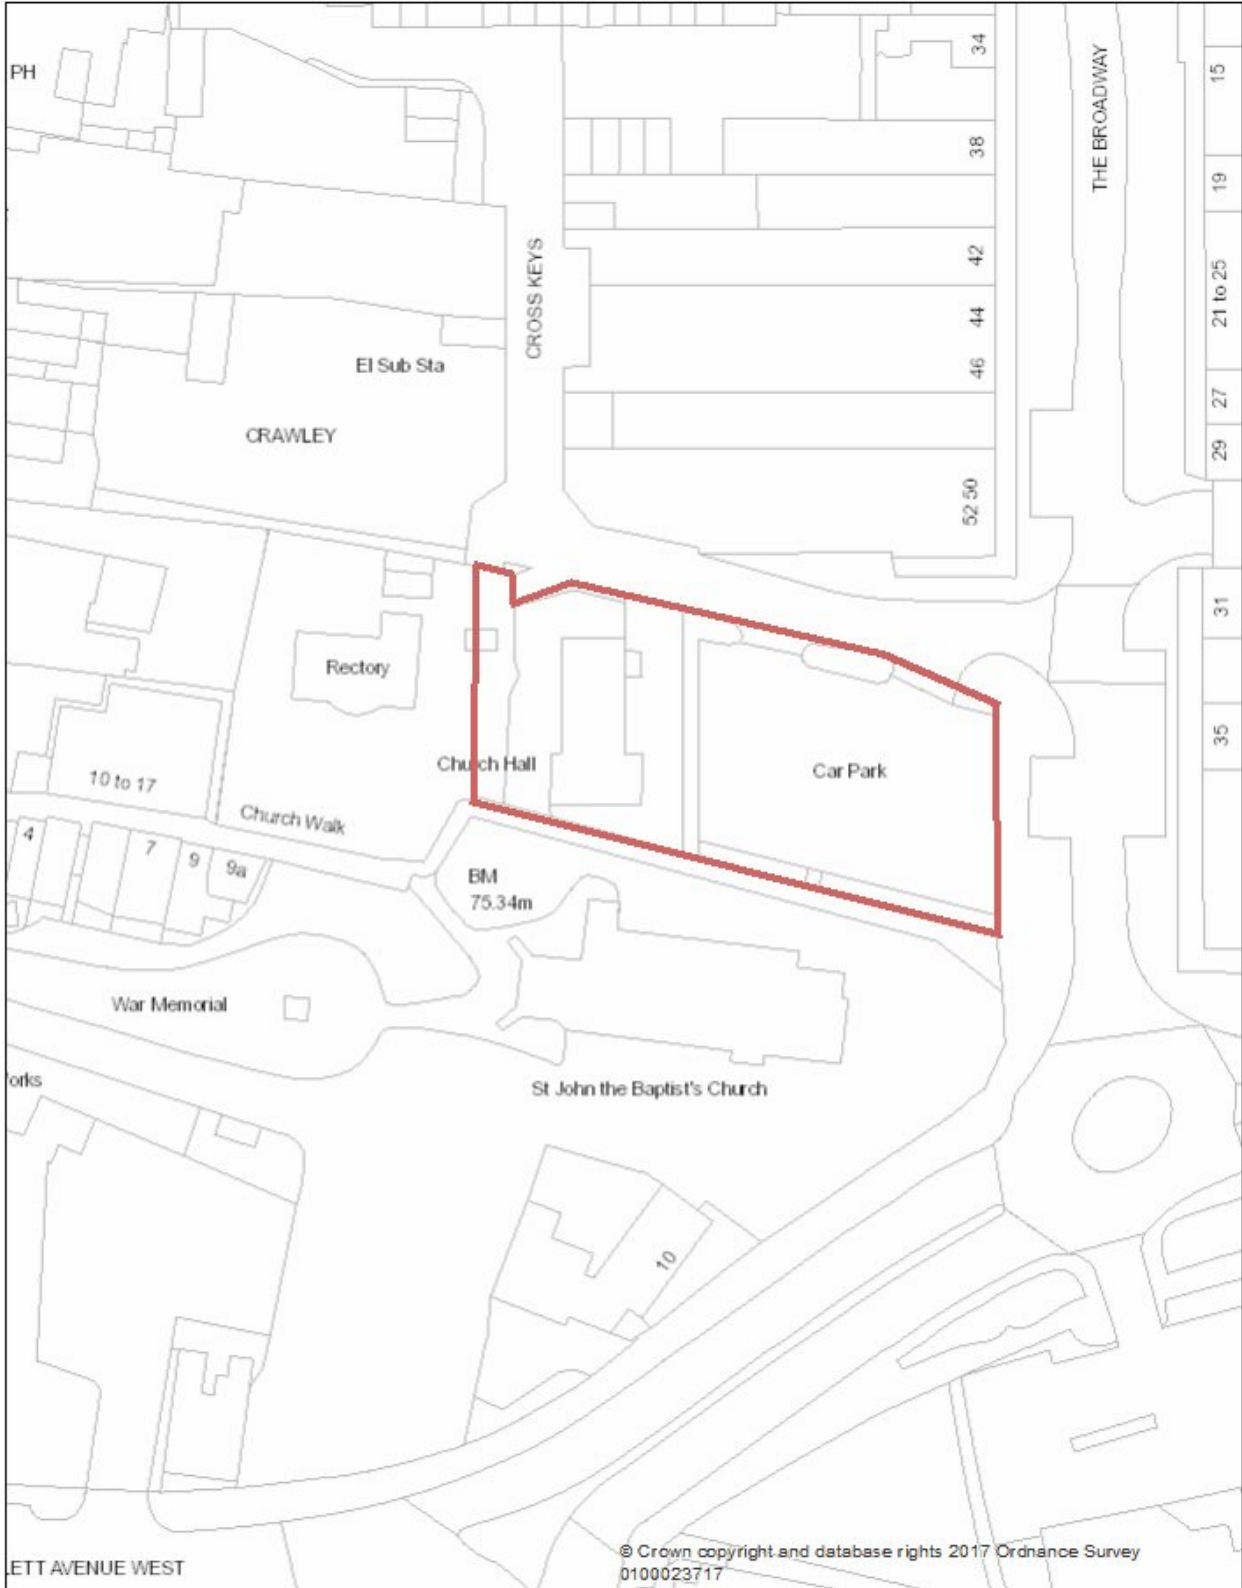 PH
34
15
THE BROADWAY
38
19
CROSS KEYS
42
21 to 25
44
El Sub Sta
46
27
CRAWLEY
29
52 50
31
Rectory
35
Church Hall
Car Park
10 to 17
Church Walk
4
7
9
9a
BM
75.34m
War Memorial
orks
St John the Baptist's Church
10
ETT AVENUE WEST
© Crown copyright and database rights 2017 Ordnance Survey
0100023717